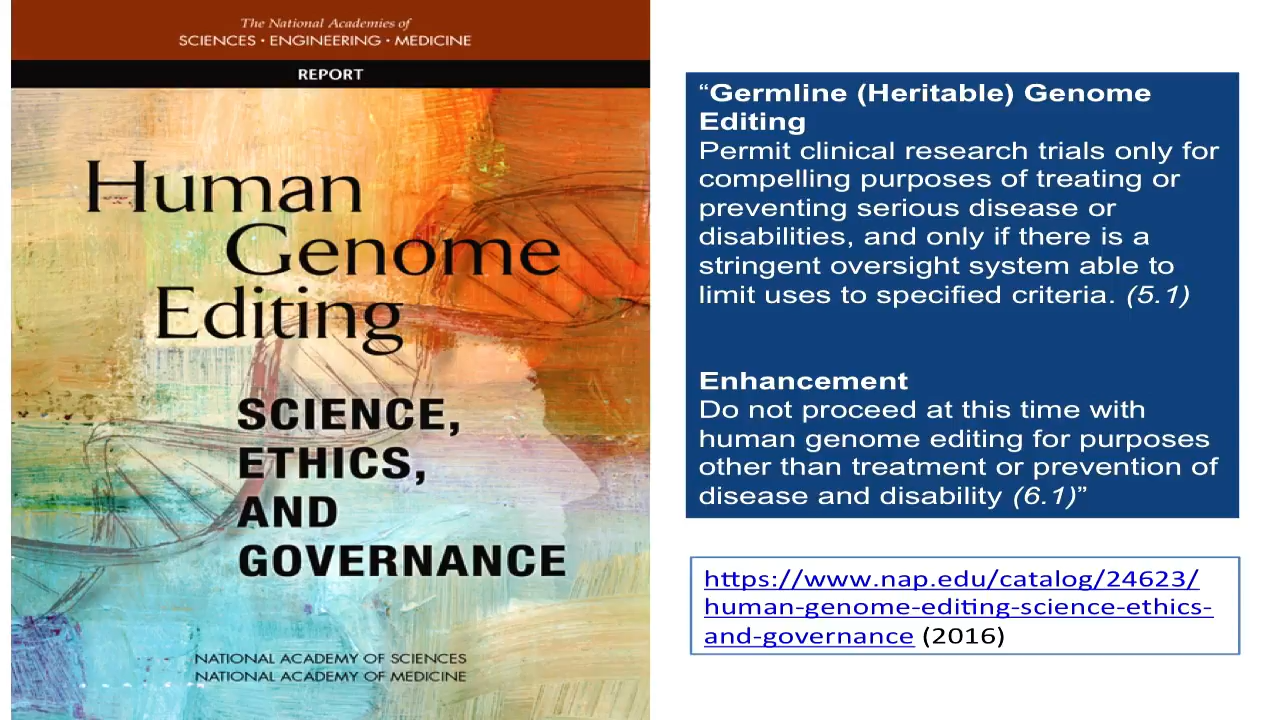 The National Academies of
SCIENCES • ENGINEERING • MEDICINE
REPORT
Human
Genome
Editing
SCIENCE,
ETHICS,
AND
GOVERNANCE
NATIONAL ACADEMY OF SCIENCES
NATIONAL ACADEMY OF MEDICINE
“Germline (Heritable) Genome
Editing
Permit clinical research trials only for
compelling purposes of treating or
preventing serious disease or
disabilities, and only if there is a
stringent oversight system able to
limit uses to specified criteria. (5.1)
Enhancement
Do not proceed at this time with
human genome editing for purposes
other than treatment or prevention of
disease and disability (6.1)”
https://www.nap.edu/catalog/24623/
human-genome-editing-science-ethics-
and-governance (2016)